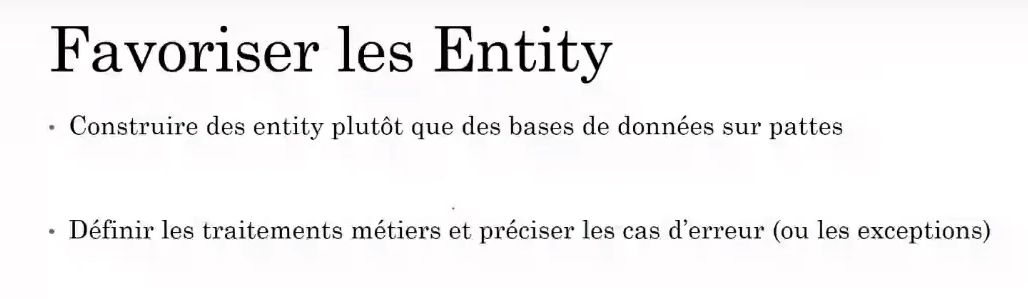 Favoriser les Entity
• Construire des entity plutôt que des bases de données sur pattes
• Définir les traitements métiers et préciser les cas d’erreur (ou les exceptions)